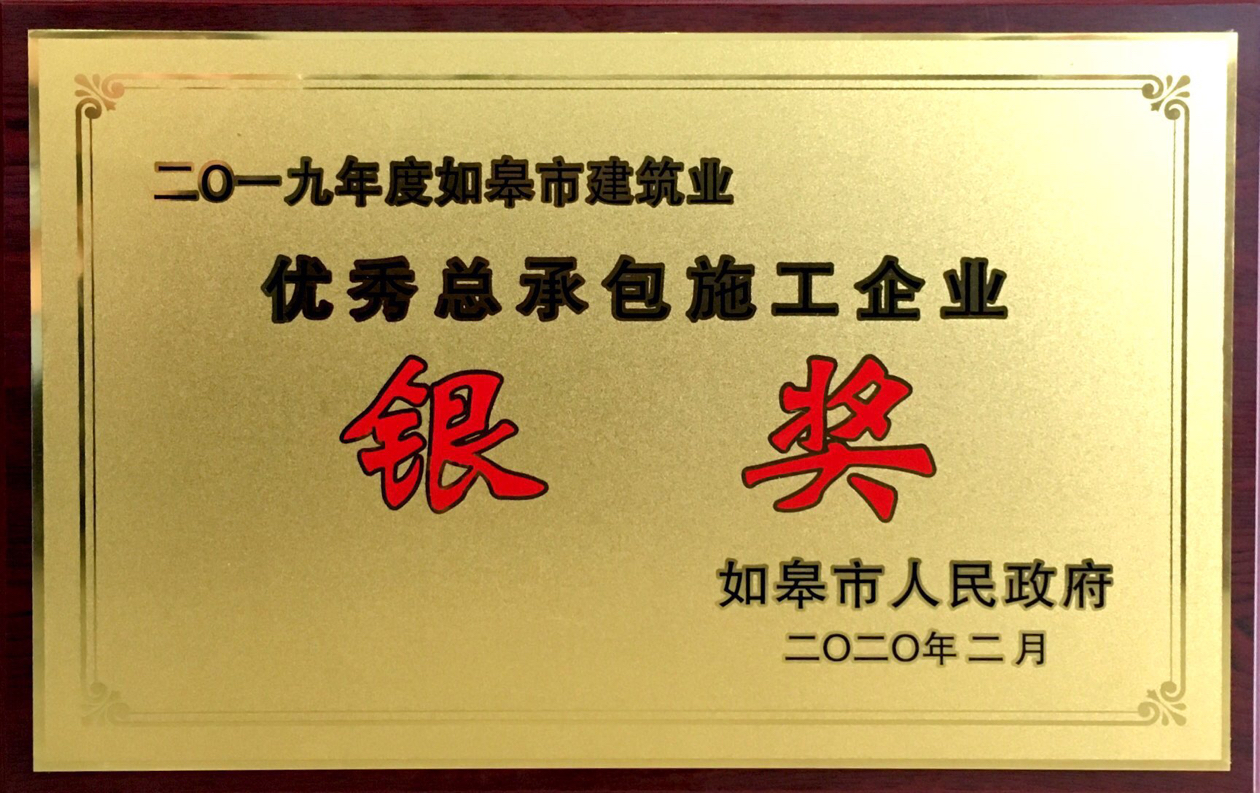 二〇一九年度如皋市建筑业
优秀总承包施工企业
银奖
如皋市人民政府
二〇二〇年二月